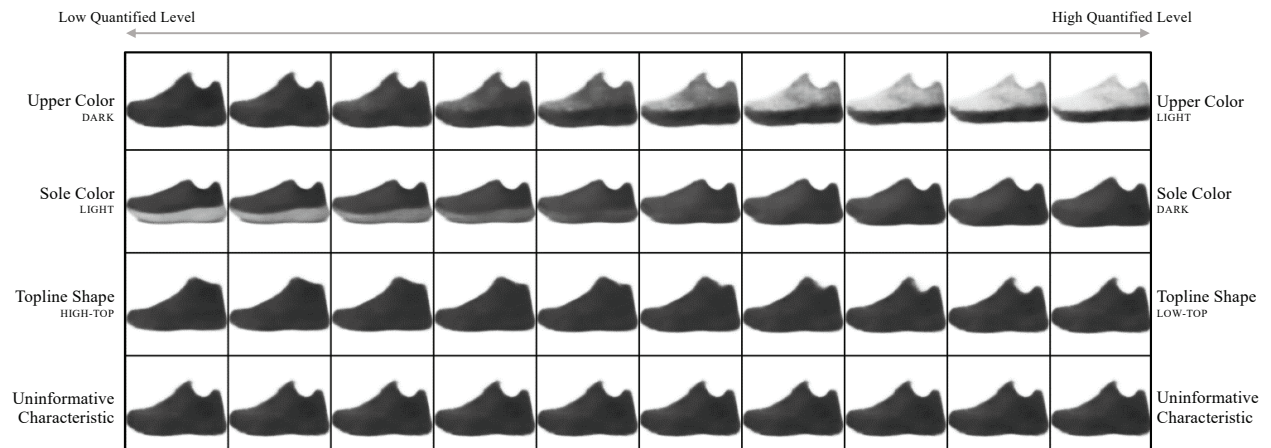 Low Quantified Level
High Quantified Level
Upper Color
DARK
Upper Color
LIGHT
Sole Color
LIGHT
Sole Color
DARK
Topline Shape
HIGH-TOP
Topline Shape
LOW-TOP
Uninformative
Characteristic
Uninformative
Characteristic